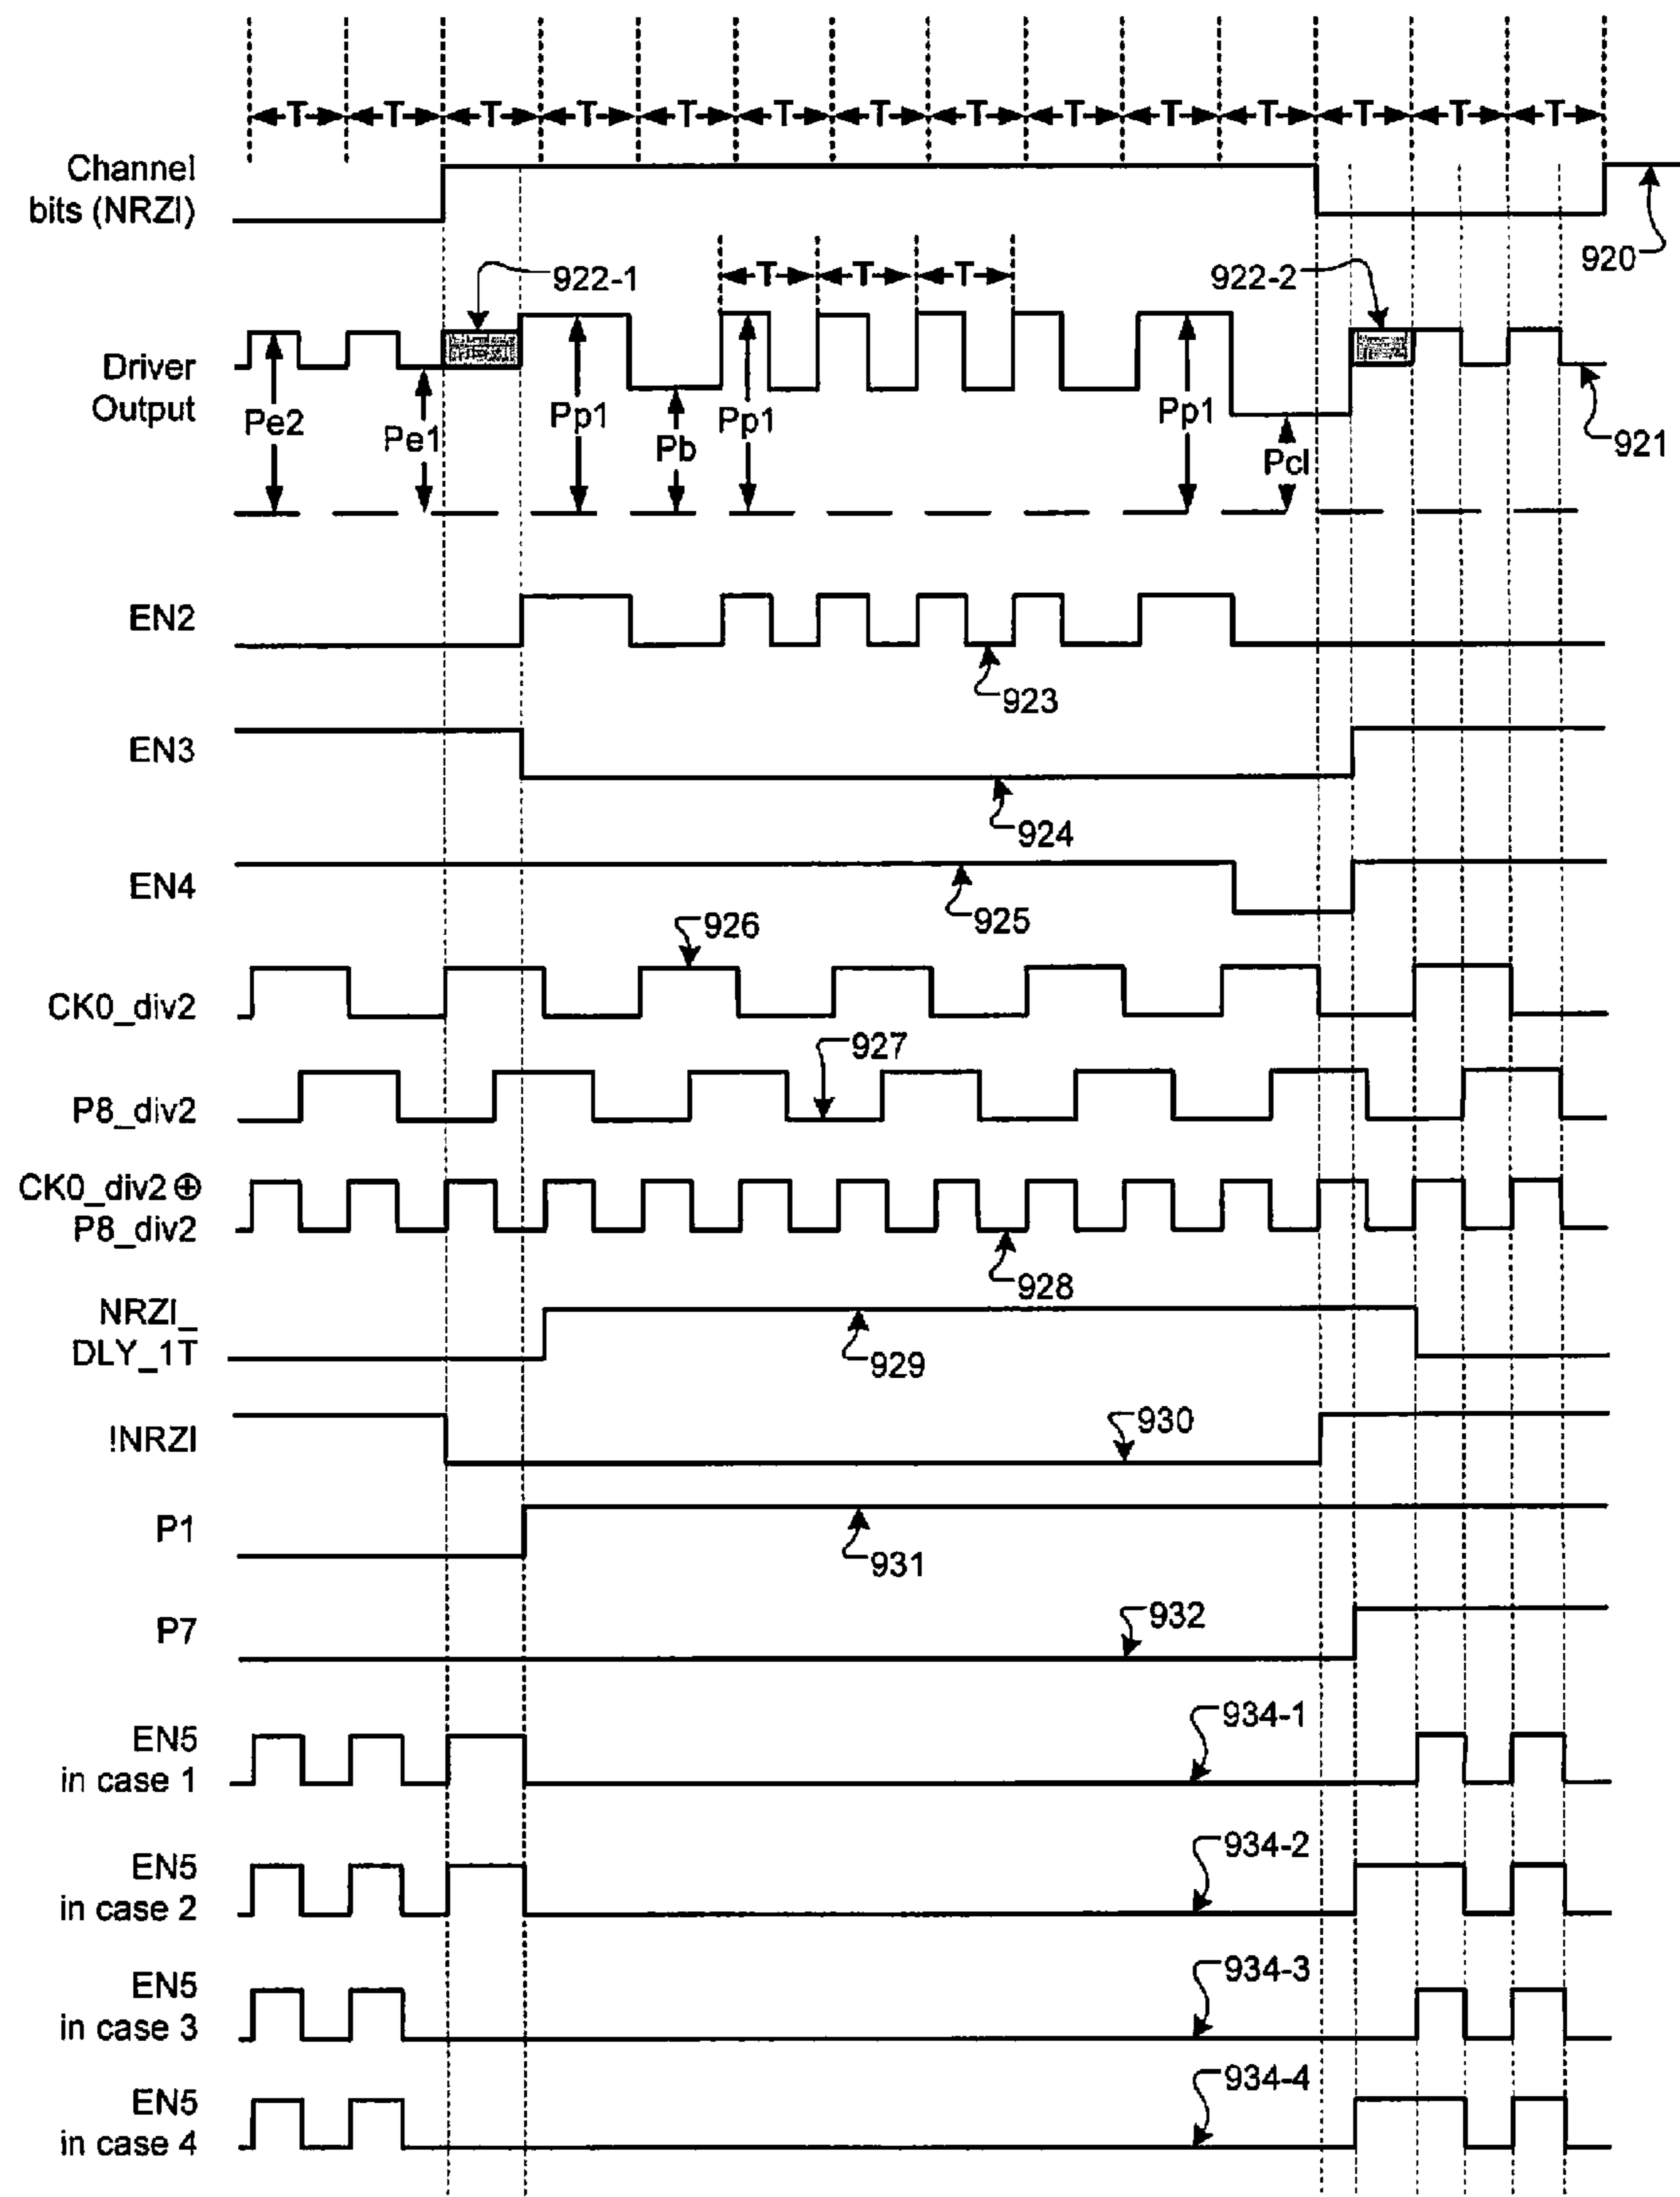 T T T T T T T T T T T T T T
Channel
bits (NRZI)
920
922-1
T T T
922-2
Driver
Output
Pe2
Pe1
Pp1
Pb
Pp1
Pp1
Pcl
921
EN2
923
EN3
924
EN4
925
926
CK0_div2
927
P8_div2
CK0_div2 ⊕
P8_div2
928
NRZI_
DLY_1T
929
!NRZI
930
P1
931
P7
932
EN5
in case 1
934-1
EN5
in case 2
934-2
EN5
in case 3
934-3
EN5
in case 4
934-4